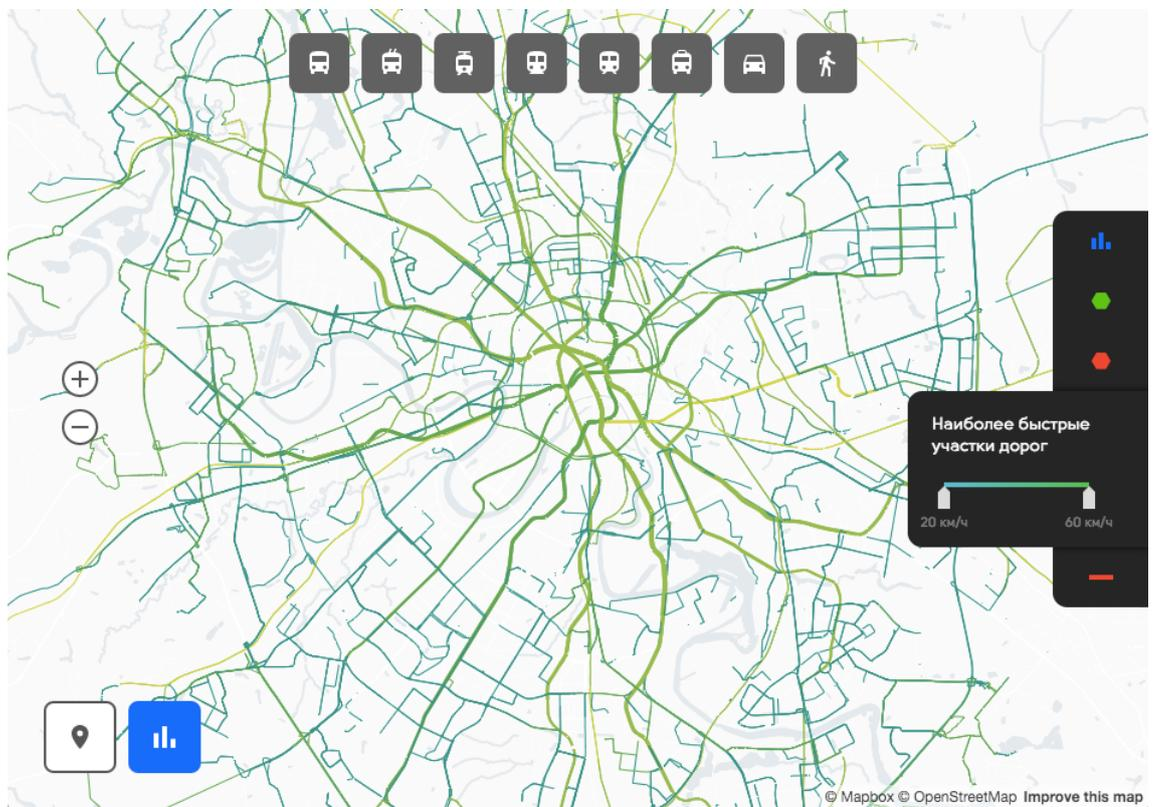 Наиболее быстрые
участки дорог
20 км/ч 60 км/ч
© Mapbox © OpenStreetMap Improve this map